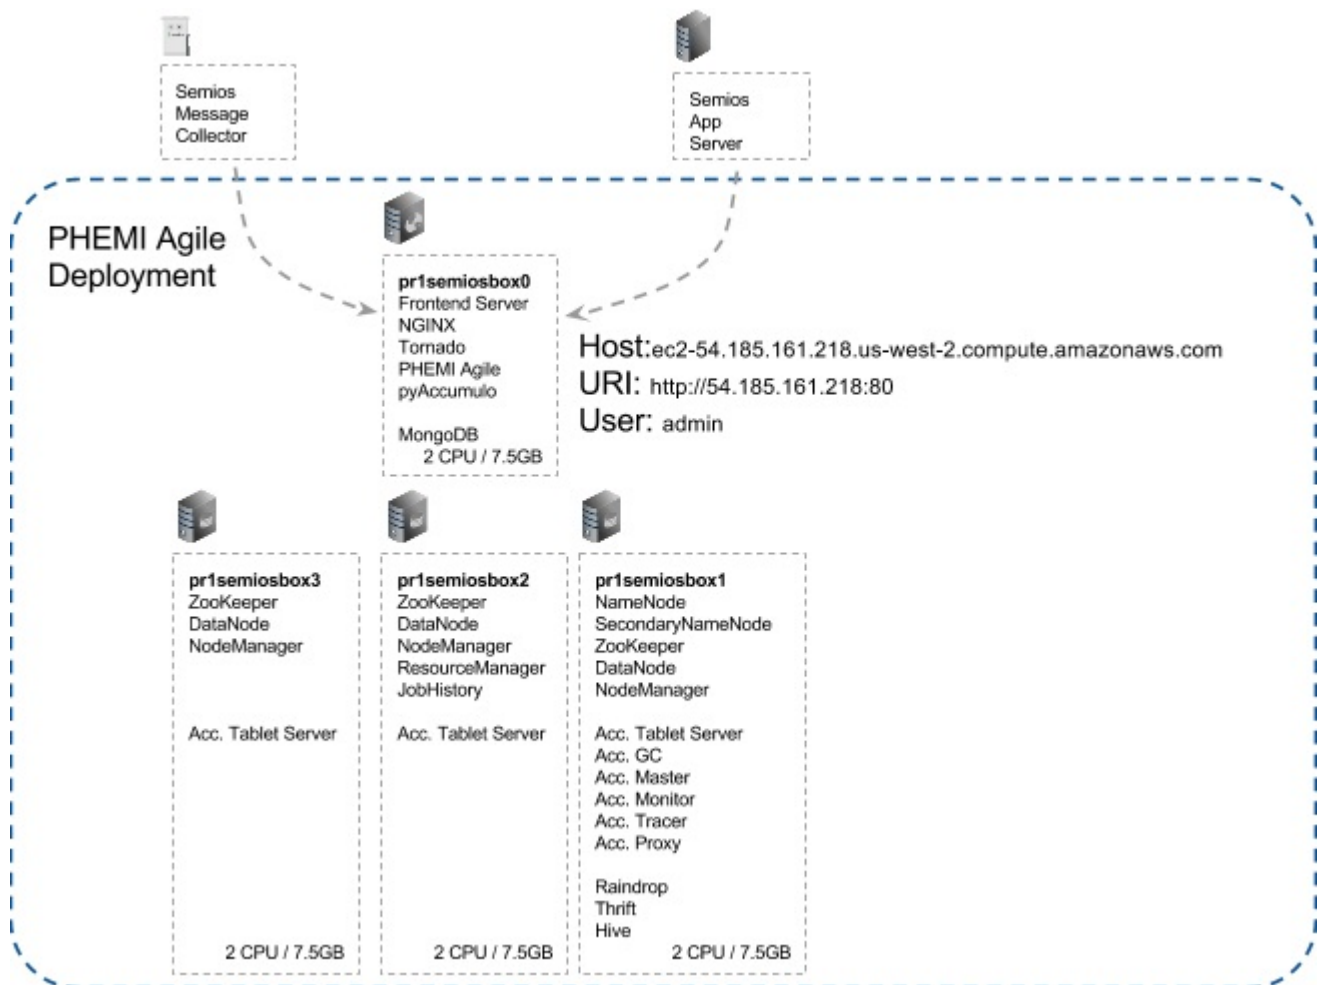 Semios
Message
Collector
Semios
App
Server
PHEMI Agile
Deployment
pr1semiosbox0
Frontend Server
NGINX
Tornado
PHEMI Agile
pyAccumulo
MongoDB
2 CPU / 7.5GB
Host:ec2-54.185.161.218.us-west-2.compute.amazonaws.com
URI: http://54.185.161.218:80
User: admin
pr1semiosbox3
ZooKeeper
DataNode
NodeManager
Acc. Tablet Server
2 CPU / 7.5GB
pr1semiosbox2
ZooKeeper
DataNode
NodeManager
ResourceManager
JobHistory
Acc. Tablet Server
2 CPU / 7.5GB
pr1semiosbox1
NameNode
SecondaryNameNode
ZooKeeper
DataNode
NodeManager
Acc. Tablet Server
Acc. GC
Acc. Master
Acc. Monitor
Acc. Tracer
Acc. Proxy
Raindrop
Thrift
Hive
2 CPU / 7.5GB